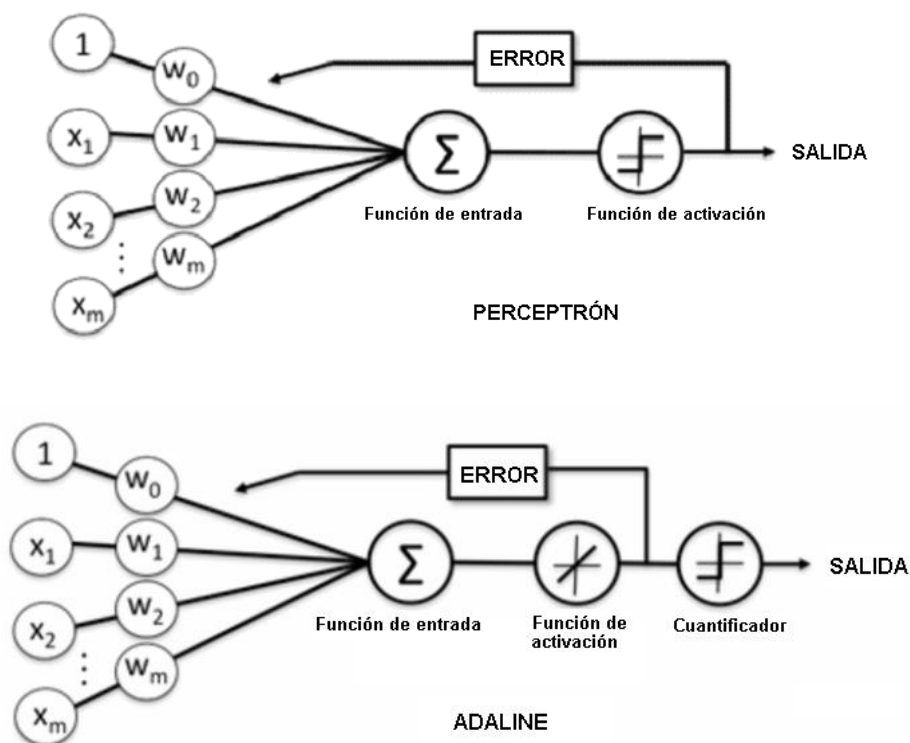 1
w0
ERROR
x1
w1
Σ
SALIDA
x2
w2
Función de entrada
Función de activación
⋮
wm
xm
PERCEPTRÓN
1
w0
ERROR
x1
w1
Σ
SALIDA
x2
w2
Función de entrada
Función de
activación
Cuantificador
⋮
wm
xm
ADALINE